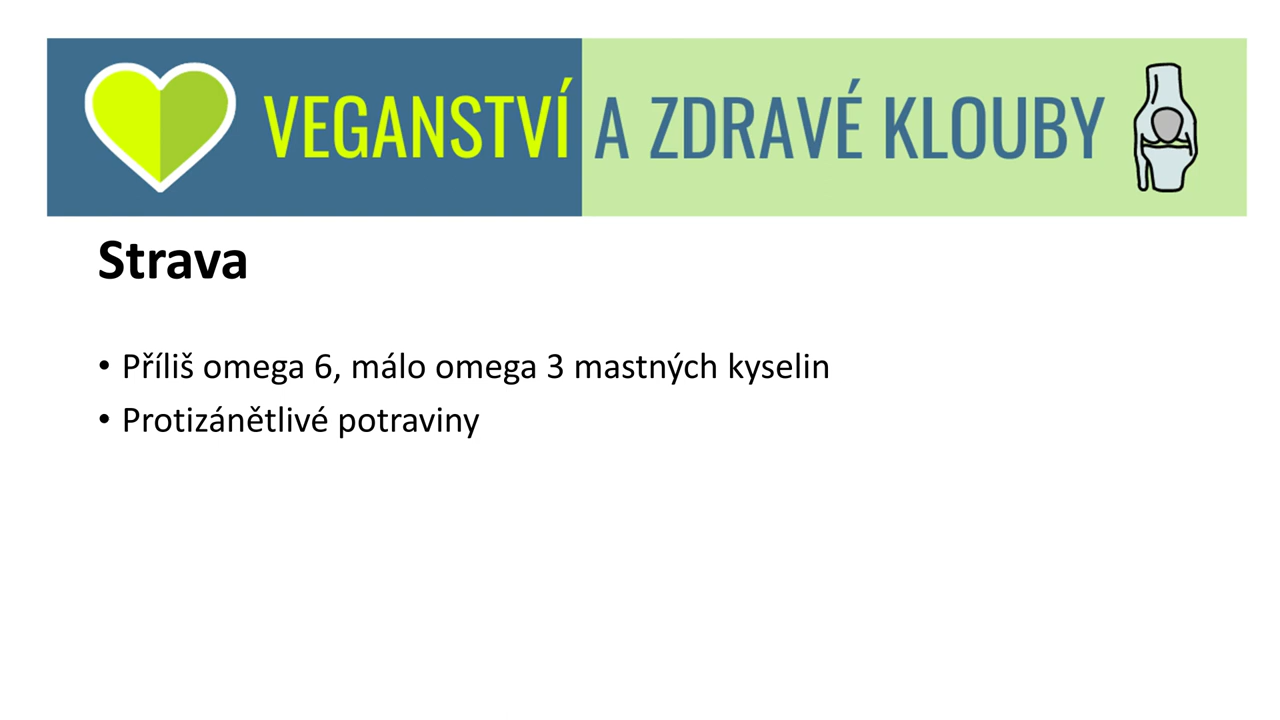 VEGANSTVÍ A ZDRAVÉ KLOUBY
Strava
• Příliš omega 6, málo omega 3 mastných kyselin
• Protizánětlivé potraviny